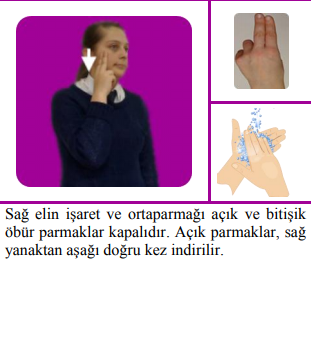 Sağ elin işaret ve ortaparmağı açık ve bitişik
öbür parmaklar kapalıdır. Açık parmaklar, sağ
yanaktan aşağı doğru kez indirilir.